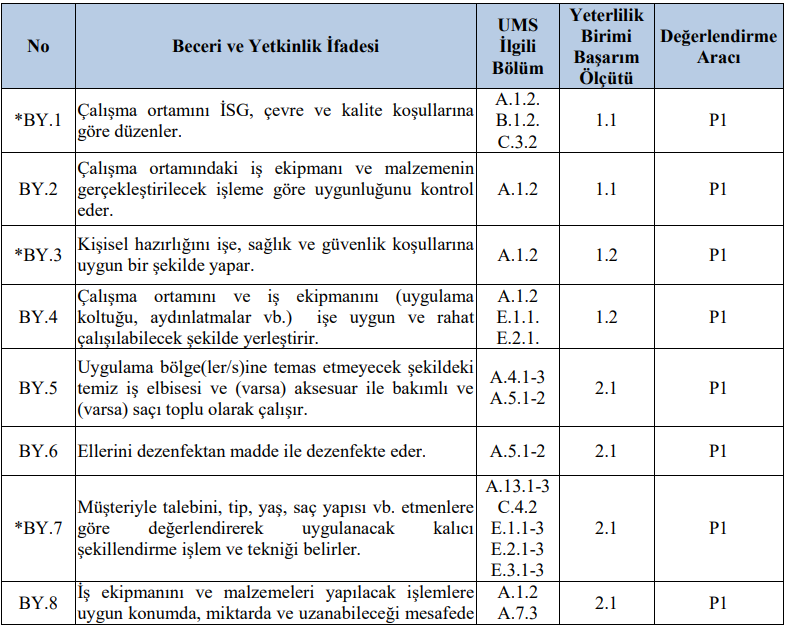 No
Beceri ve Yetkinlik İfadesi
UMS
İlgili
Bölüm
Yeterlilik
Birimi
Başarım
Ölçütü
Değerlendirme
Aracı
*BY.1
Çalışma ortamını İSG, çevre ve kalite koşullarına
göre düzenler.
A.1.2.
B.1.2.
C.3.2
1.1
P1
BY.2
Çalışma ortamındaki iş ekipmanı ve malzemenin
gerçekleştirilecek işleme göre uygunluğunu kontrol
eder.
A.1.2
1.1
P1
*BY.3
Kişisel hazırlığını işe, sağlık ve güvenlik koşullarına
uygun bir şekilde yapar.
A.1.2
1.2
P1
BY.4
Çalışma ortamını ve iş ekipmanını (uygulama
koltuğu, aydınlatmalar vb.) işe uygun ve rahat
çalışılabilecek şekilde yerleştirir.
A.1.2
E.1.1.
E.2.1.
1.2
P1
BY.5
Uygulama bölge(ler/s)ine temas etmeyecek şekildeki
temiz iş elbisesi ve (varsa) aksesuar ile bakımlı ve
(varsa) saçı toplu olarak çalışır.
A.4.1-3
A.5.1-2
2.1
P1
BY.6
Ellerini dezenfektan madde ile dezenfekte eder.
A.5.1-2
2.1
P1
*BY.7
Müşteriyle talebini, tip, yaş, saç yapısı vb. etmenlere
göre değerlendirerek uygulanacak kalıcı
şekillendirme işlem ve tekniği belirler.
A.13.1-3
C.4.2
E.1.1-3
E.2.1-3
E.3.1-3
2.1
P1
BY.8
İş ekipmanını ve malzemeleri yapılacak işlemlere
uygun konumda, miktarda ve uzanabileceği mesafede
A.1.2
A.7.3
2.1
P1